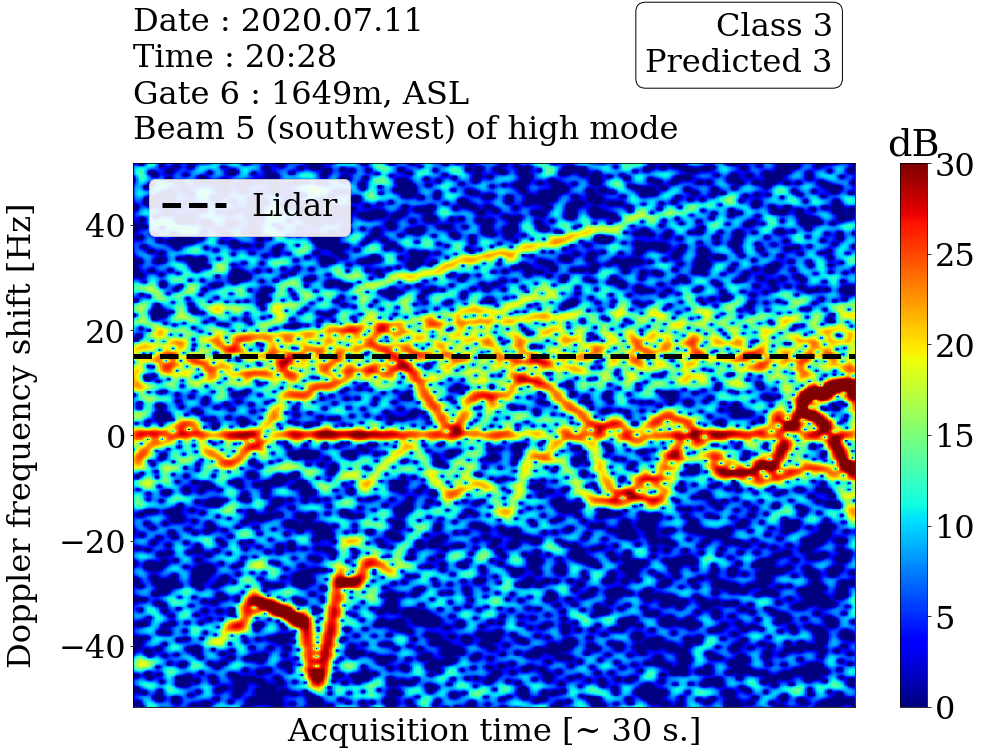 Date : 2020.07.11
Time : 20:28
Gate 6 : 1649m, ASL
Beam 5 (southwest) of high mode
Class 3
Predicted 3
dB
Lidar
Doppler frequency shift [Hz]
40
20
0
−20
−40
Acquisition time [~ 30 s.]
30
25
20
15
10
5
0